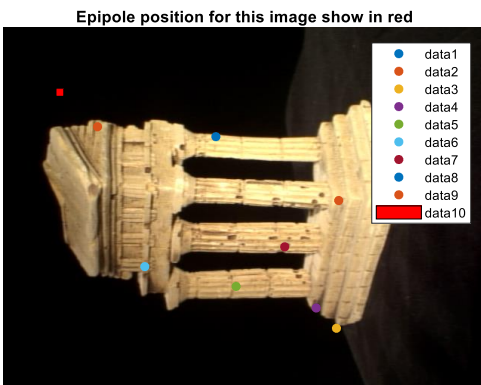 Epipole position for this image show in red
data1
data2
data3
data4
data5
data6
data7
data8
data9
data10